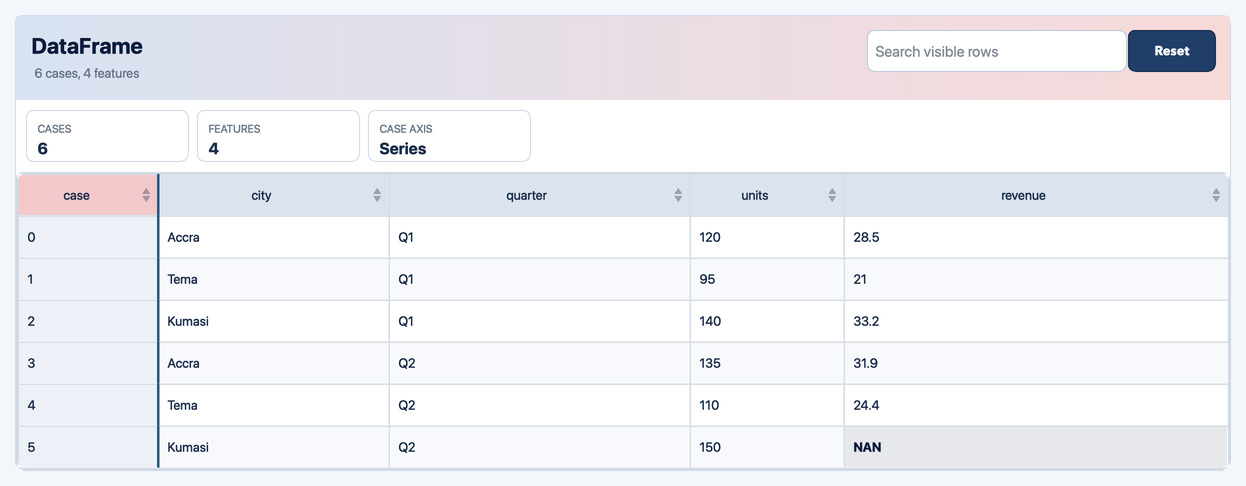 DataFrame
6 cases, 4 features
Search visible rows
Reset
CASES
6
FEATURES
4
CASE AXIS
Series
case city quarter units revenue
0 Accra Q1 120 28.5
1 Tema Q1 95 21
2 Kumasi Q1 140 33.2
3 Accra Q2 135 31.9
4 Tema Q2 110 24.4
5 Kumasi Q2 150 NAN